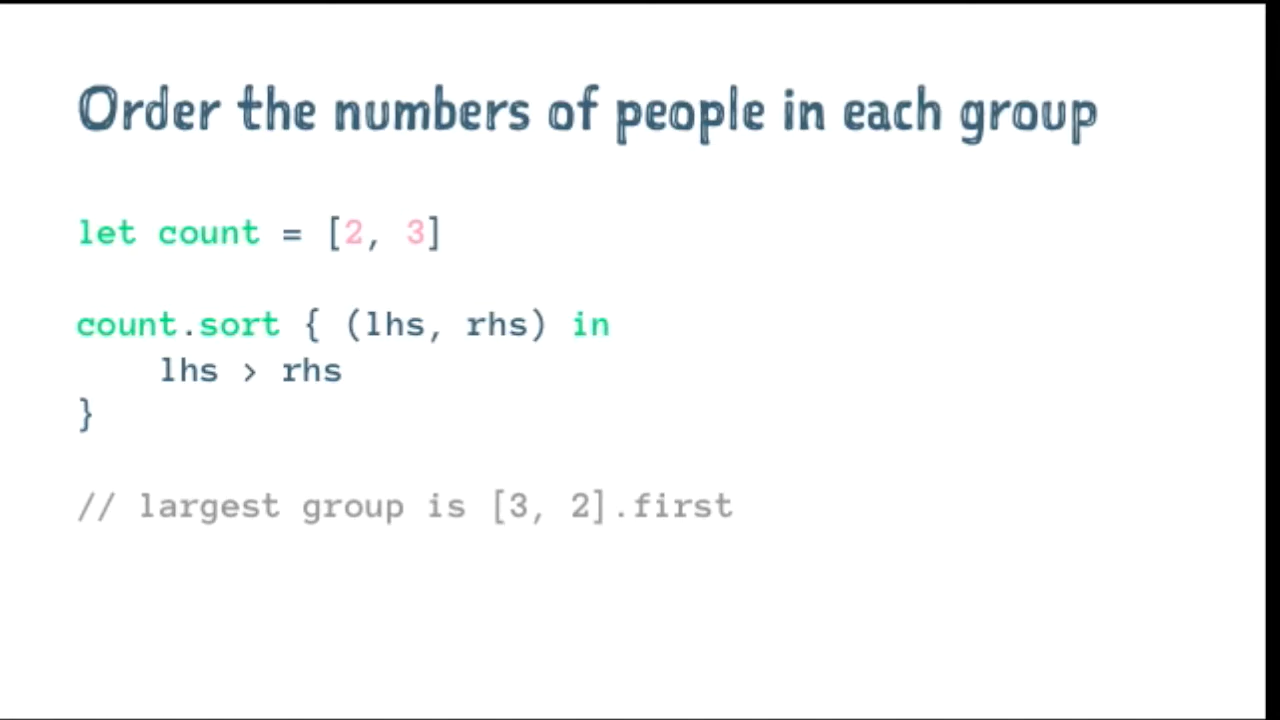 Order the numbers of people in each group
let count = [2, 3]
count.sort { (lhs, rhs) in
    lhs > rhs
}
// largest group is [3, 2].first